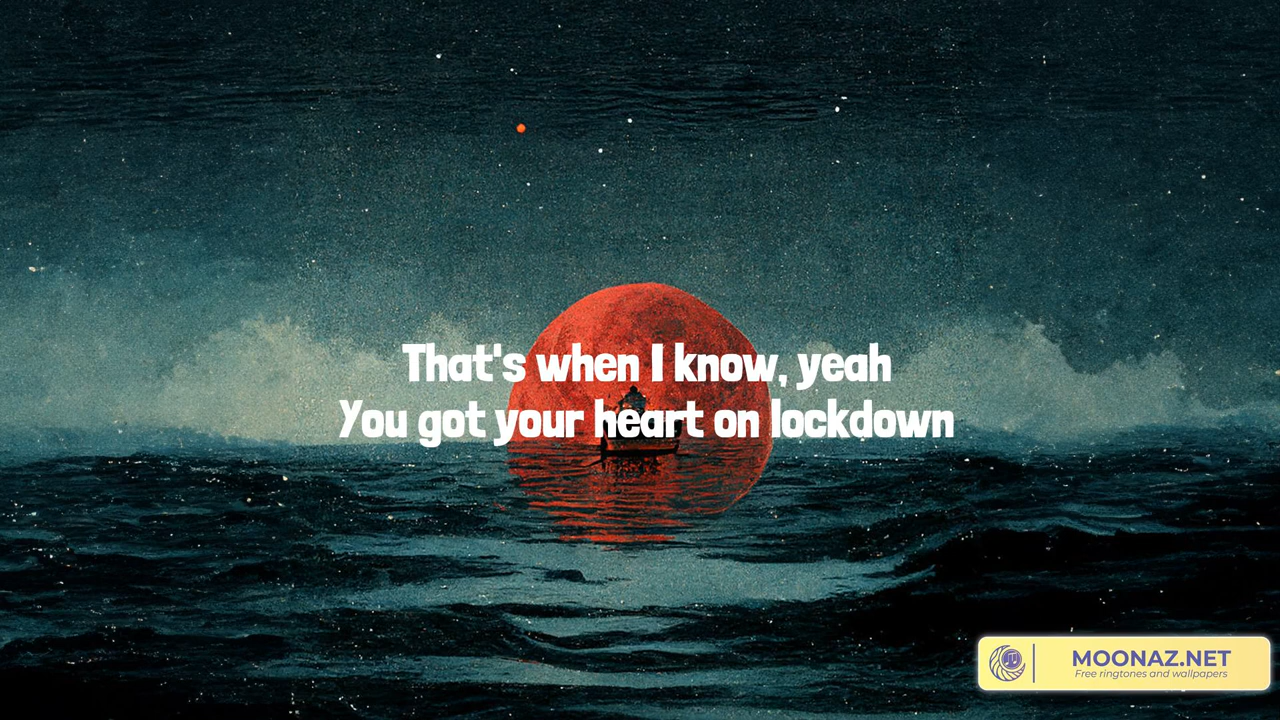 That's when I know, yeah
You got your heart on lockdown
MOONAZ.NET
Free ringtones and wallpapers